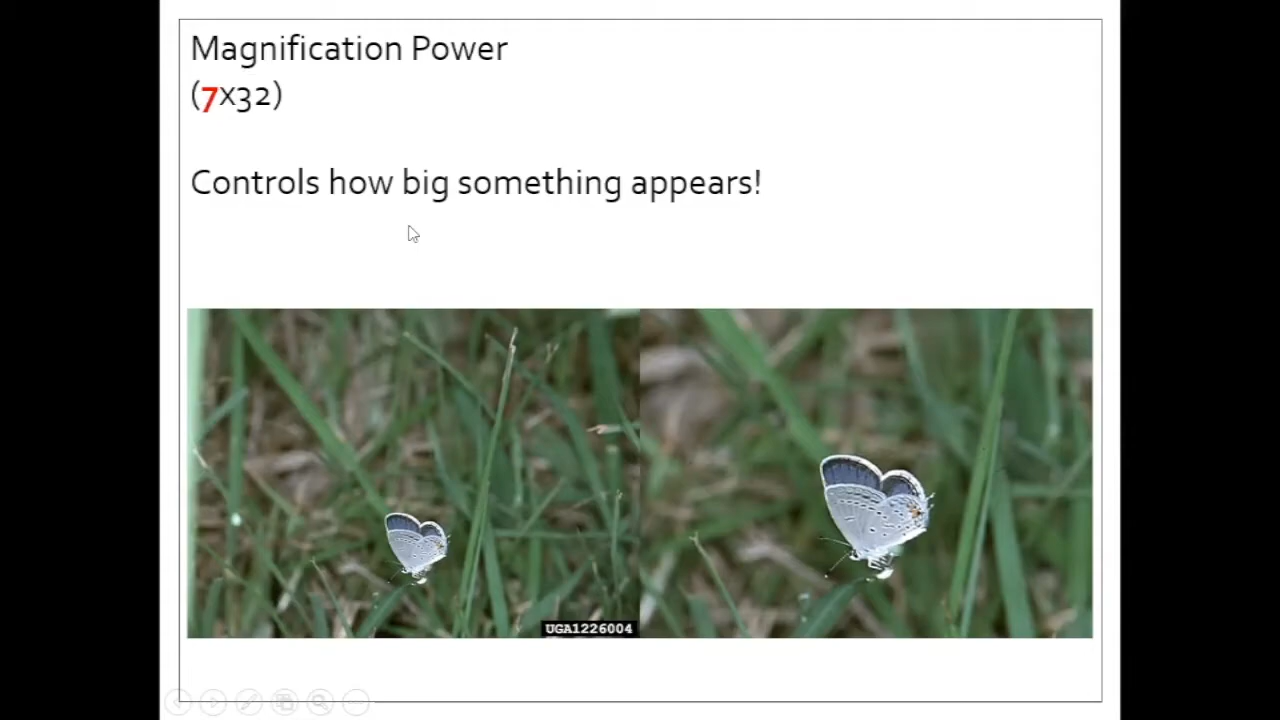 Magnification Power
(7x32)
Controls how big something appears!
UGA1226004